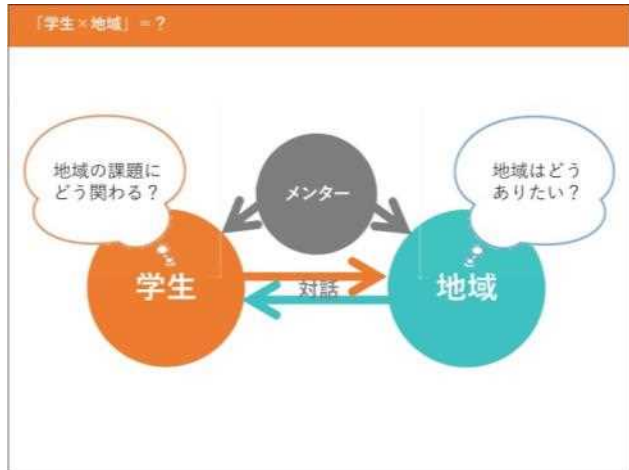 「学生×地域」＝？
地域の課題に
どう関わる？
メンター
地域はどう
ありたい？
学生
対話
地域